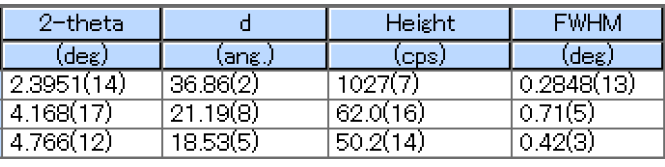 2-theta d Height FWHM
(deg) (ang.) (cps) (deg)
2.3951(14) 36.86(2) 1027(7) 0.2848(13)
4.168(17) 21.19(8) 62.0(16) 0.71(5)
4.766(12) 18.53(5) 50.2(14) 0.42(3)